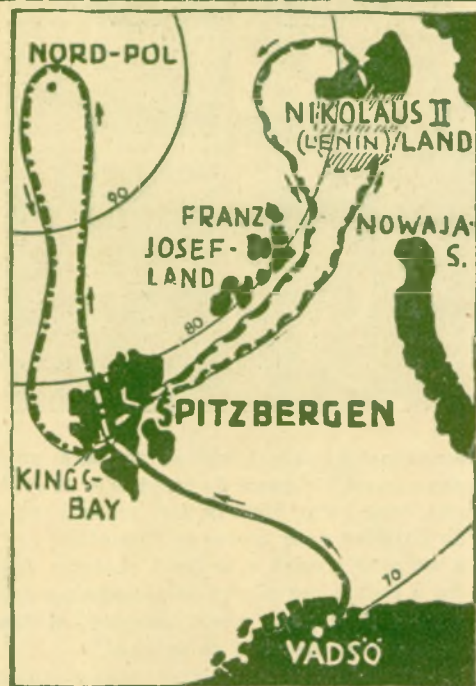 NORD-POL
NIKOLAUS II
(LENIN)/LAND
FRANZ
JOSEF-
LAND
NOWAJA-
S.
90
80
SPITZBERGEN
KINGS-
BAY
70
VADSÖ